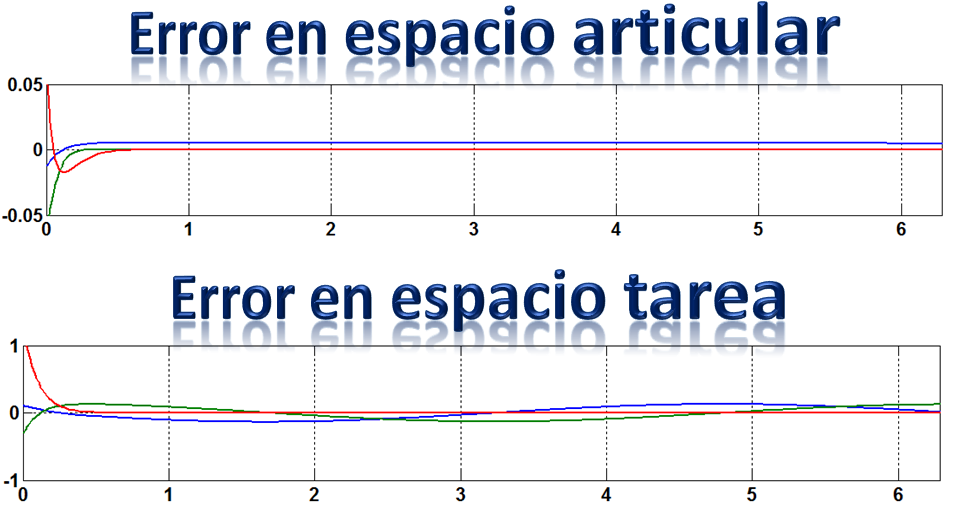 Error en espacio articular
0.05
0
-0.05
0 1 2 3 4 5 6
Error en espacio tarea
1
0
-1
0 1 2 3 4 5 6